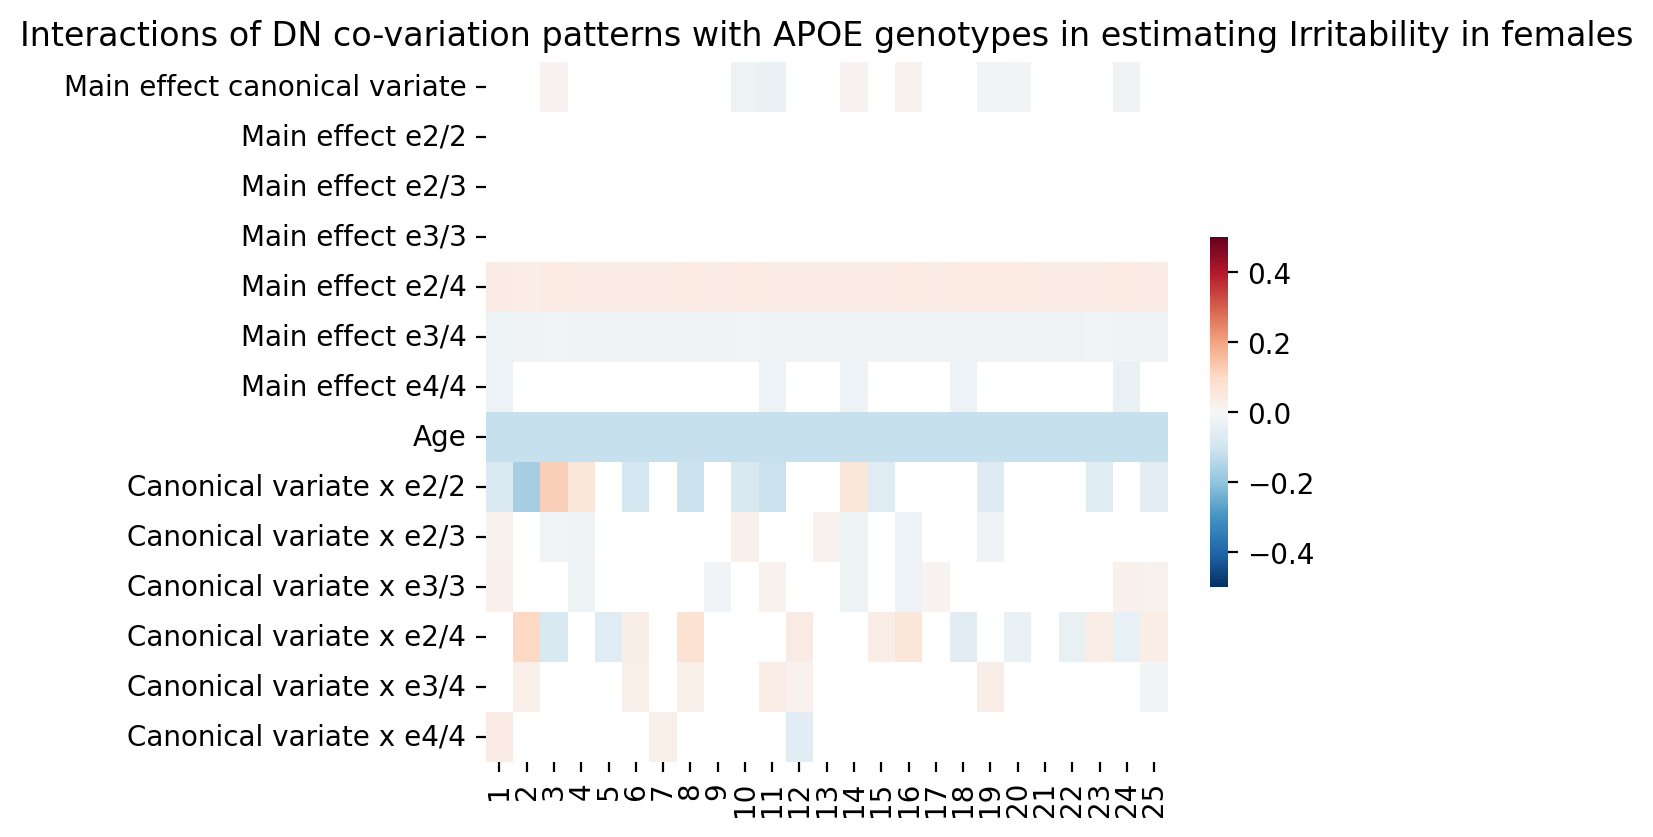 Interactions of DN co-variation patterns with APOE genotypes in estimating Irritability in females
Main effect canonical variate
Main effect e2/2
Main effect e2/3
Main effect e3/3
Main effect e2/4
Main effect e3/4
Main effect e4/4
Age
Canonical variate x e2/2
Canonical variate x e2/3
Canonical variate x e3/3
Canonical variate x e2/4
Canonical variate x e3/4
Canonical variate x e4/4
1 2 3 4 5 6 7 8 9 10 11 12 13 14 15 16 17 18 19 20 21 22 23 24 25
0.4
0.2
0.0
−0.2
−0.4